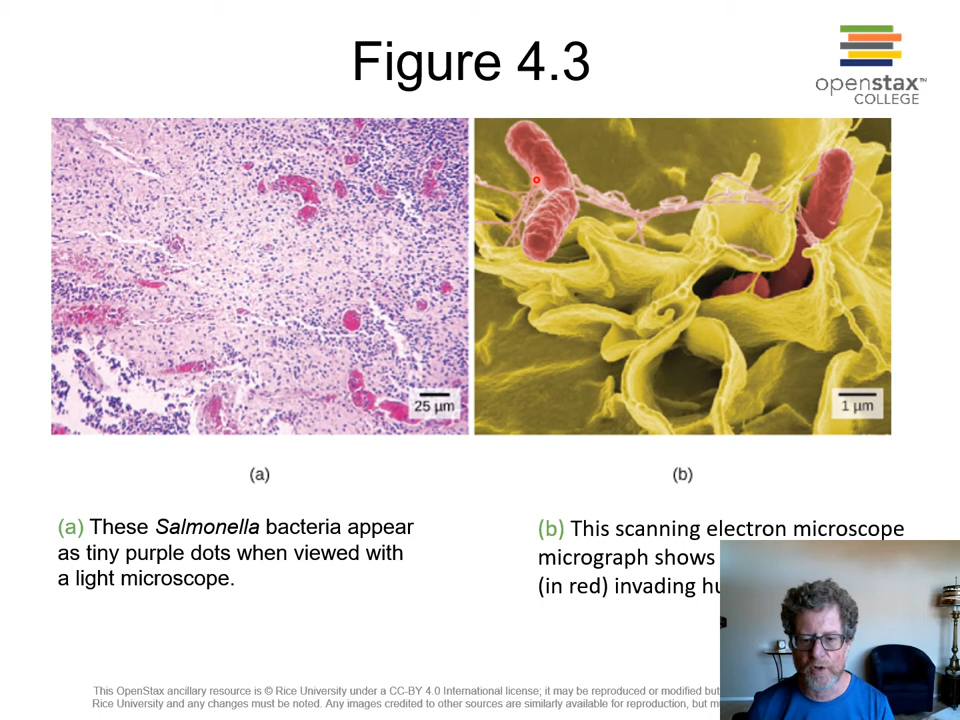 Figure 4.3
openstax™
COLLEGE
25 µm
1 µm
(a)
(b)
(a) These Salmonella bacteria appear
as tiny purple dots when viewed with
a light microscope.
(b) This scanning electron microscope
micrograph shows
(in red) invading
This OpenStax ancillary resource is © Rice University under a CC-BY 4.0 International license; it may be reproduced or modified but
Rice University and any changes must be noted. Any images credited to other sources are similarly available for reproduction, but